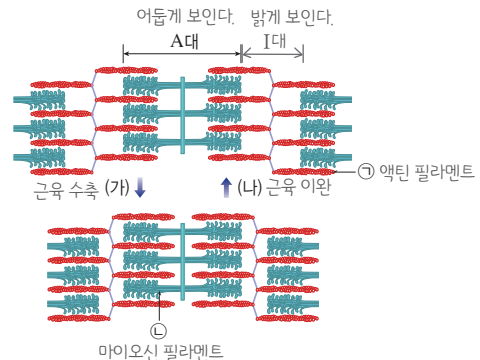 어둡게 보인다. 밝게 보인다.
A대 I대
㉠ 액틴 필라멘트
근육 수축 (가) (나) 근육 이완
㉡
마이오신 필라멘트